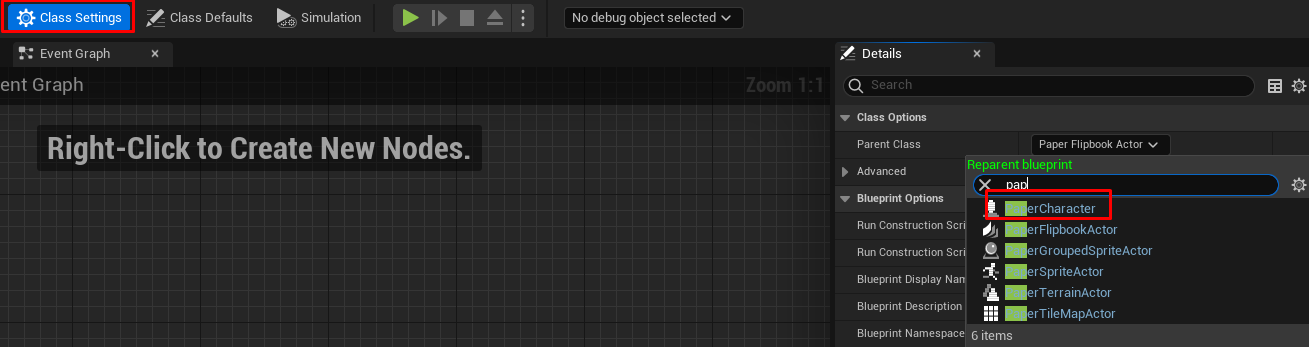 Class Settings
Class Defaults
Simulation
No debug object selected
Event Graph
Details
ent Graph
Zoom 1:1
Search
Right-Click to Create New Nodes.
Class Options
Parent Class
Paper Flipbook Actor
Reparent blueprint
Advanced
pap
Blueprint Options
PaperCharacter
Run Construction Scri
PaperFlipbookActor
Run Construction Scri
PaperGroupedSpriteActor
Blueprint Display Nam
PaperSpriteActor
Blueprint Description
PaperTerrainActor
Blueprint Namespace
PaperTileMapActor
6 items